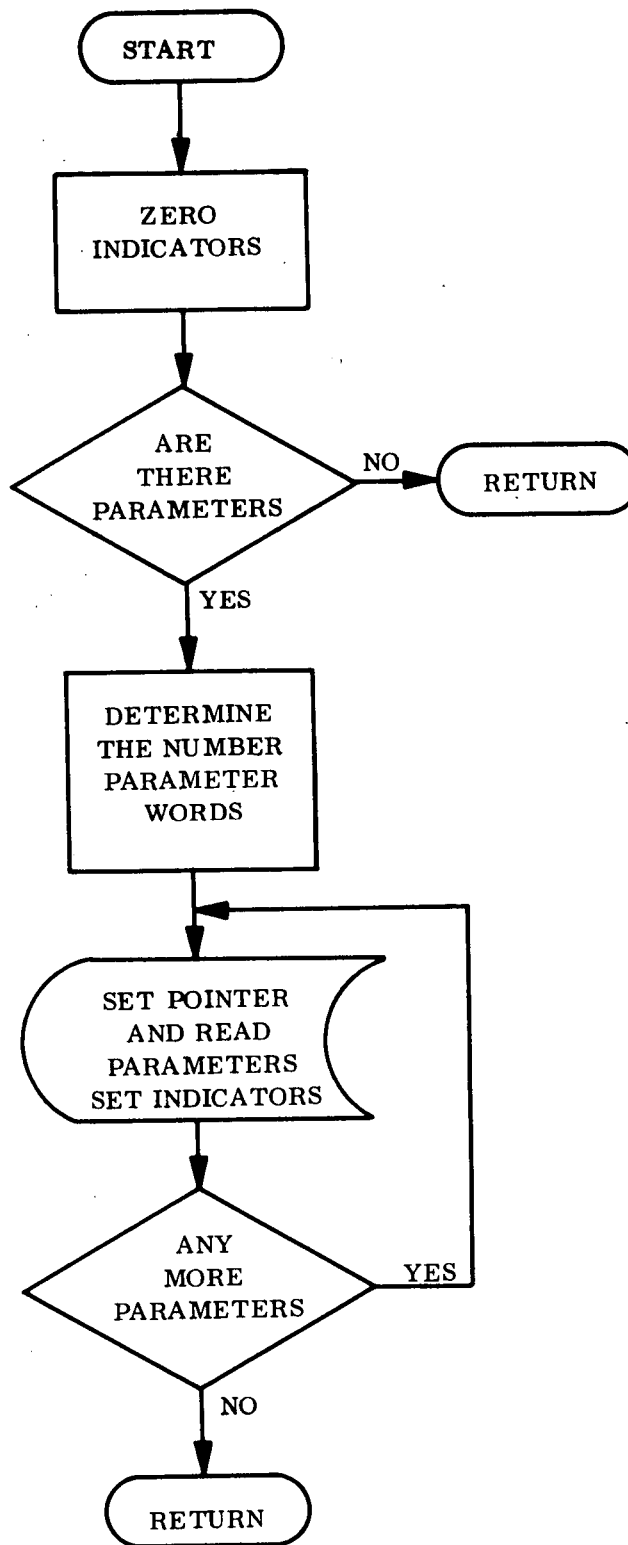 START
ZERO
INDICATORS
ARE
THERE
PARAMETERS
NO
RETURN
YES
DETERMINE
THE NUMBER
PARAMETER
WORDS
SET POINTER
AND READ
PARAMETERS
SET INDICATORS
ANY
MORE
PARAMETERS
YES
NO
RETURN